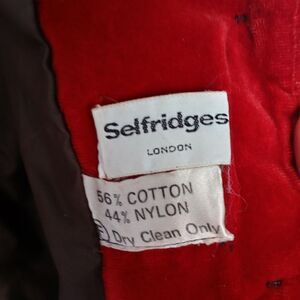 Selfridges
LONDON
56% COTTON
44% NYLON
Dry Clean Only